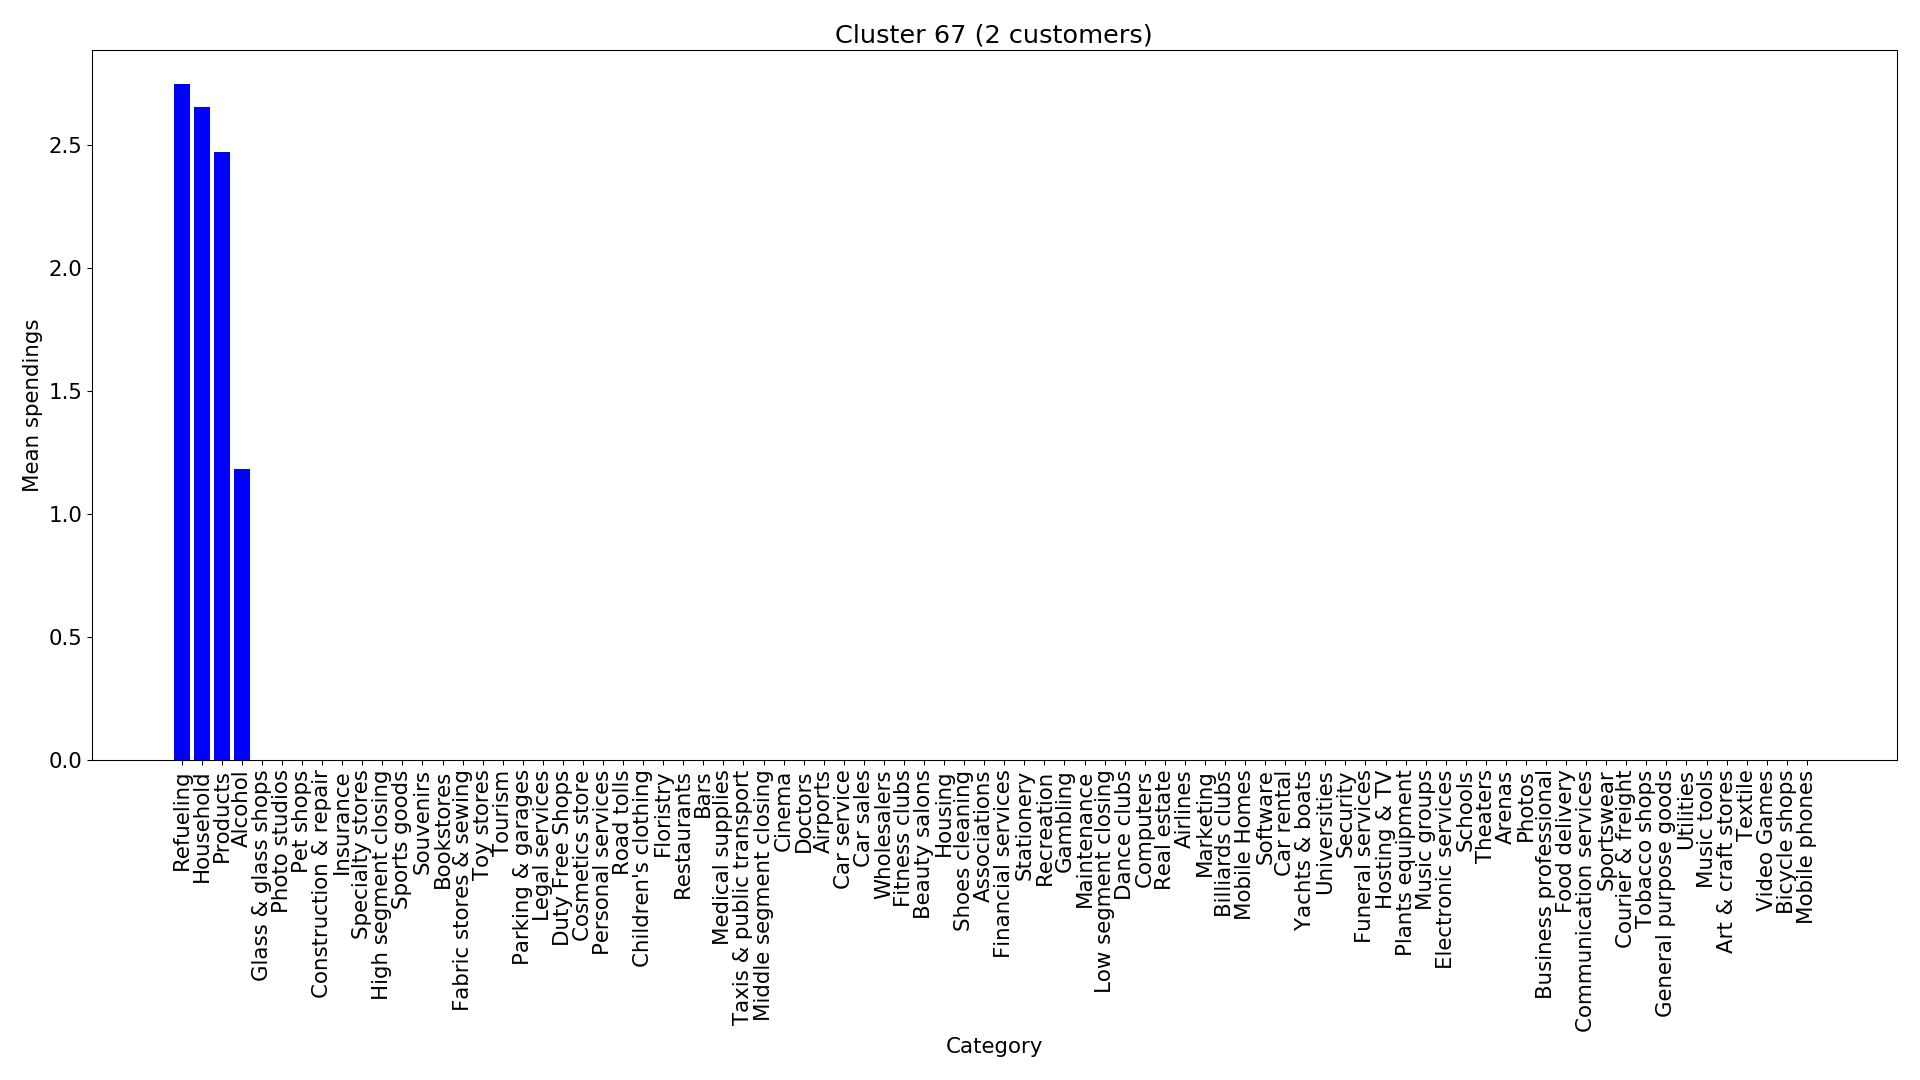 Cluster 67 (2 customers)
Mean spendings
2.5
2.0
1.5
1.0
0.5
0.0
Refueling
Household
Products
Alcohol
Glass & glass shops
Photo studios
Pet shops
Construction & repair
Insurance
Specialty stores
High segment closing
Sports goods
Souvenirs
Bookstores
Fabric stores & sewing
Toy stores
Tourism
Parking & garages
Legal services
Duty Free Shops
Cosmetics store
Personal services
Road tolls
Children's clothing
Floristry
Restaurants
Bars
Medical supplies
Taxis & public transport
Middle segment closing
Cinema
Doctors
Airports
Car service
Car sales
Wholesalers
Fitness clubs
Beauty salons
Housing
Shoes cleaning
Associations
Financial services
Stationery
Recreation
Gambling
Maintenance
Low segment closing
Dance clubs
Computers
Real estate
Airlines
Marketing
Billiards clubs
Mobile Homes
Software
Car rental
Yachts & boats
Universities
Security
Funeral services
Hosting & TV
Plants equipment
Music groups
Electronic services
Schools
Theaters
Arenas
Photos
Business professional
Food delivery
Communication services
Sportswear
Courier & freight
Tobacco shops
General purpose goods
Utilities
Music tools
Art & craft stores
Textile
Video Games
Bicycle shops
Mobile phones
Category